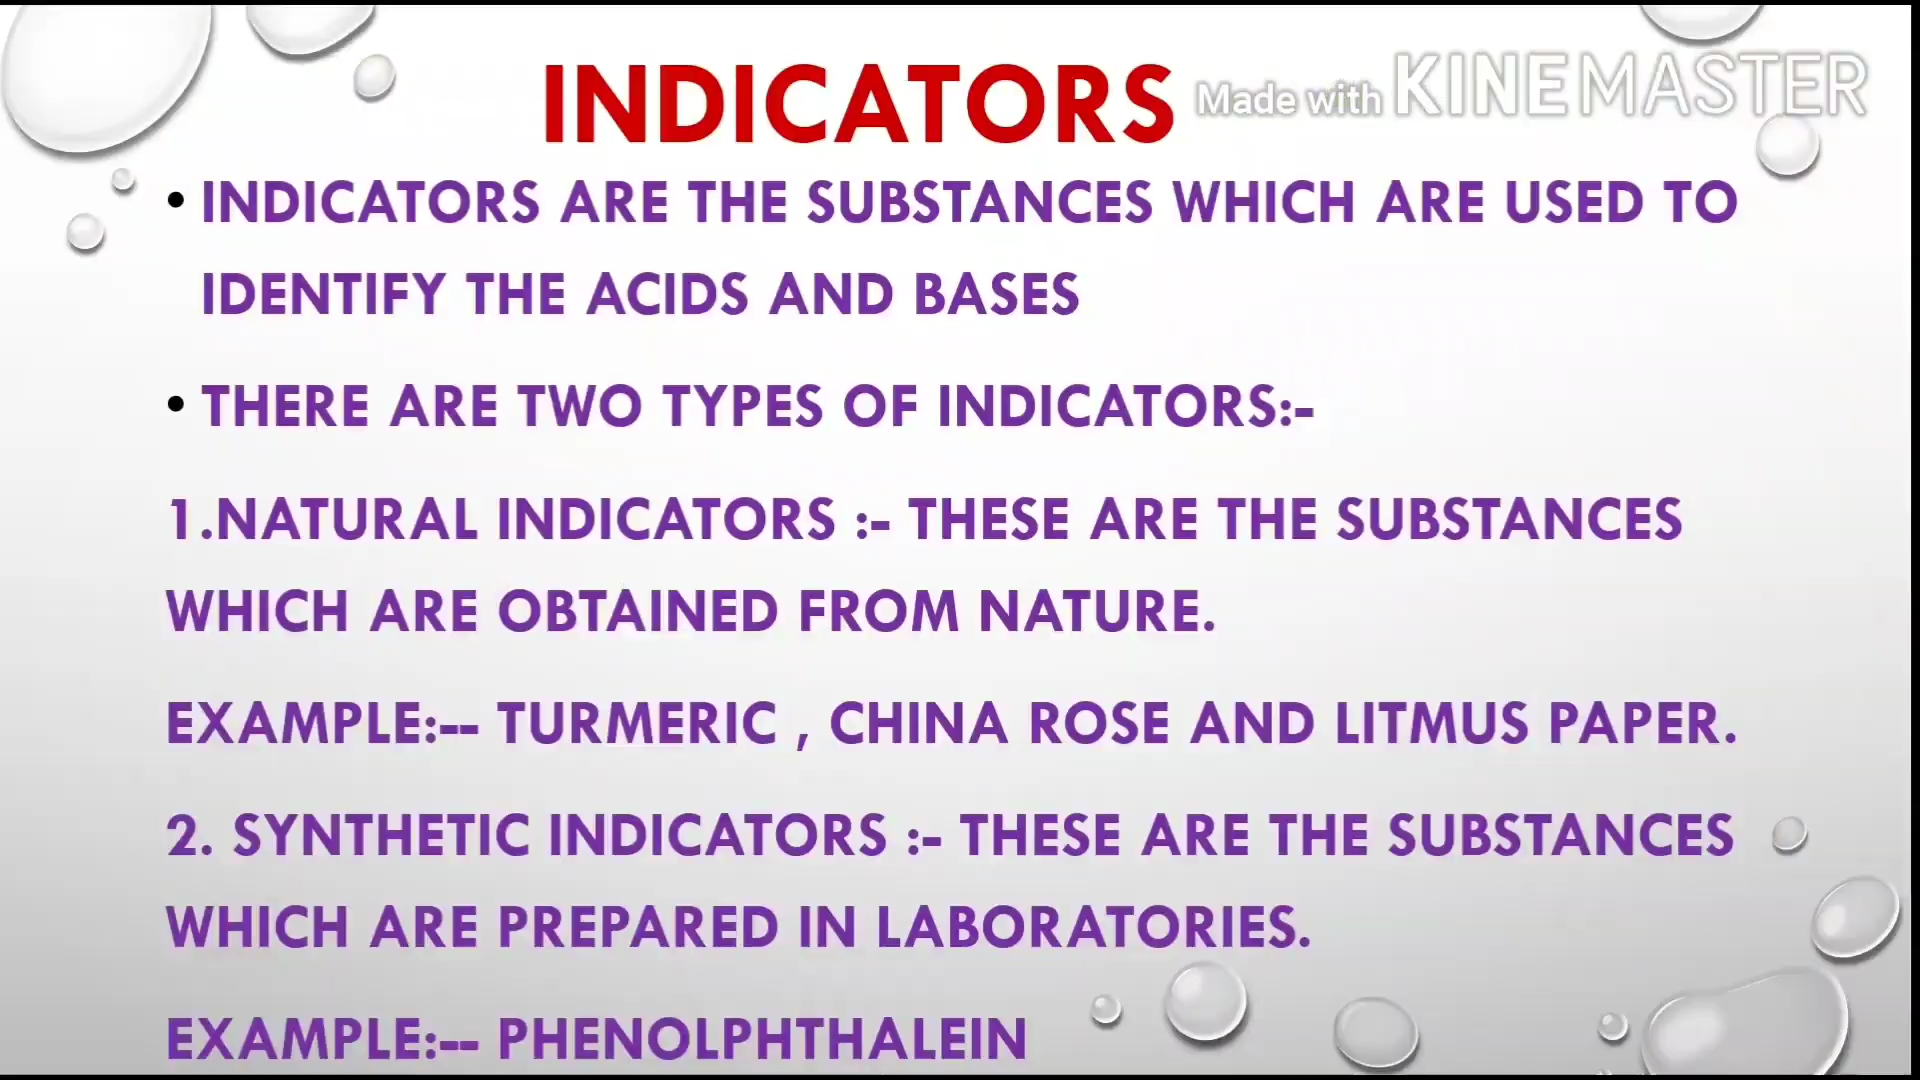 INDICATORS
Made with KINEMASTER
• INDICATORS ARE THE SUBSTANCES WHICH ARE USED TO
IDENTIFY THE ACIDS AND BASES
• THERE ARE TWO TYPES OF INDICATORS:-
1.NATURAL INDICATORS :- THESE ARE THE SUBSTANCES
WHICH ARE OBTAINED FROM NATURE.
EXAMPLE:-- TURMERIC , CHINA ROSE AND LITMUS PAPER.
2. SYNTHETIC INDICATORS :- THESE ARE THE SUBSTANCES
WHICH ARE PREPARED IN LABORATORIES.
EXAMPLE:-- PHENOLPHTHALEIN